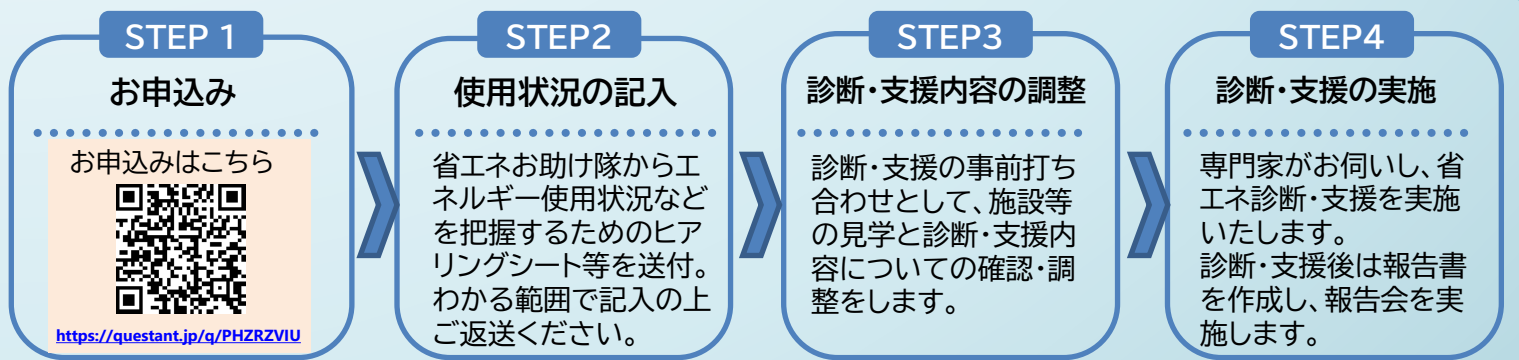 STEP 1
お申込み
お申込みはこちら
https://questant.jp/q/PHZRZVIU
STEP2
使用状況の記入
省エネお助け隊からエ
ネルギー使用状況など
を把握するためのヒア
リングシート等を送付。
わかる範囲で記入の上
ご返送ください。
STEP3
診断・支援内容の調整
診断・支援の事前打ち
合わせとして、施設等
の見学と診断・支援内
容についての確認・調
整をします。
STEP4
診断・支援の実施
専門家がお伺いし、省
エネ診断・支援を実施
いたします。
診断・支援後は報告書
を作成し、報告会を実
施します。